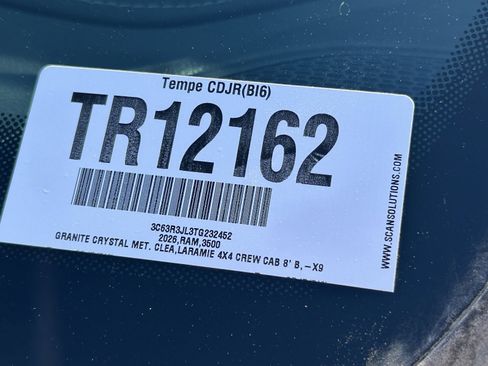 Tempe CDJR(BI6)
TR12162
3C63R3JL3TG232452
2026,RAM,3500
GRANITE CRYSTAL MET. CLEA,LARAMIE 4X4 CREW CAB 8' B,-X9
WWW.SCANSOLUTIONS.COM